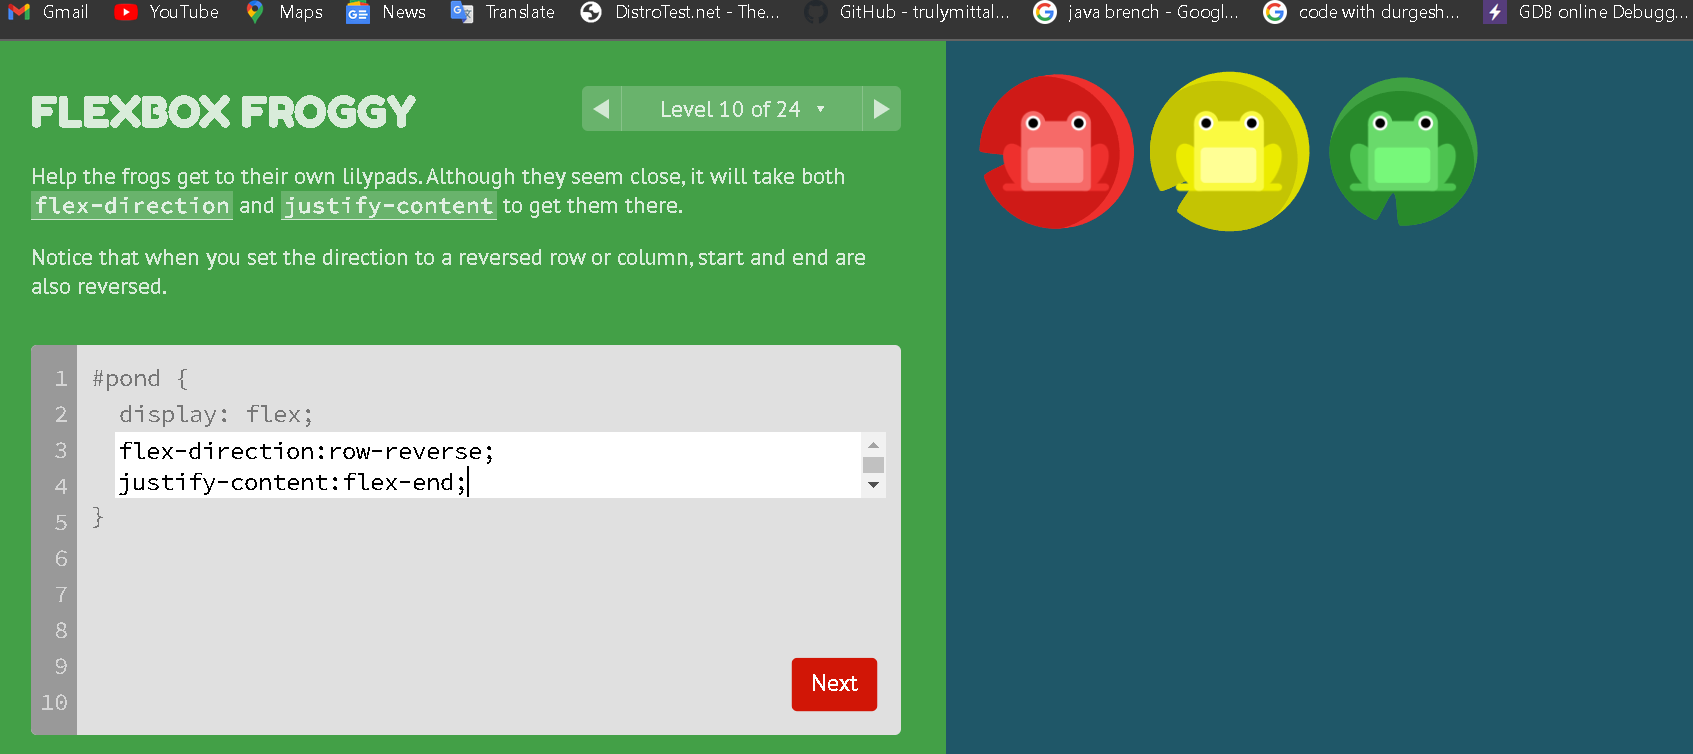 Gmail YouTube Maps News Translate DistroTest.net - The... GitHub - trulymittal... java brench - Googl... code with durgesh... GDB online Debugg...
FLEXBOX FROGGY
Level 10 of 24
Help the frogs get to their own lilypads. Although they seem close, it will take both
flex-direction and justify-content to get them there.
Notice that when you set the direction to a reversed row or column, start and end are
also reversed.
1 #pond {
2 display: flex;
3 flex-direction:row-reverse;
4 justify-content:flex-end;
5 }
6
7
8
9
10
Next